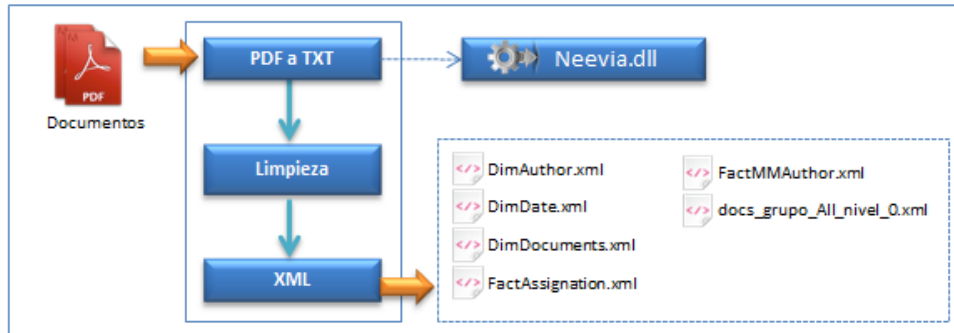 PDF a TXT
Neevia.dll
PDF
Documentos
Limpieza
XML
DimAuthor.xml
DimDate.xml
DimDocuments.xml
FactAssignation.xml
FactMMAuthor.xml
docs_grupo_All_nivel_0.xml